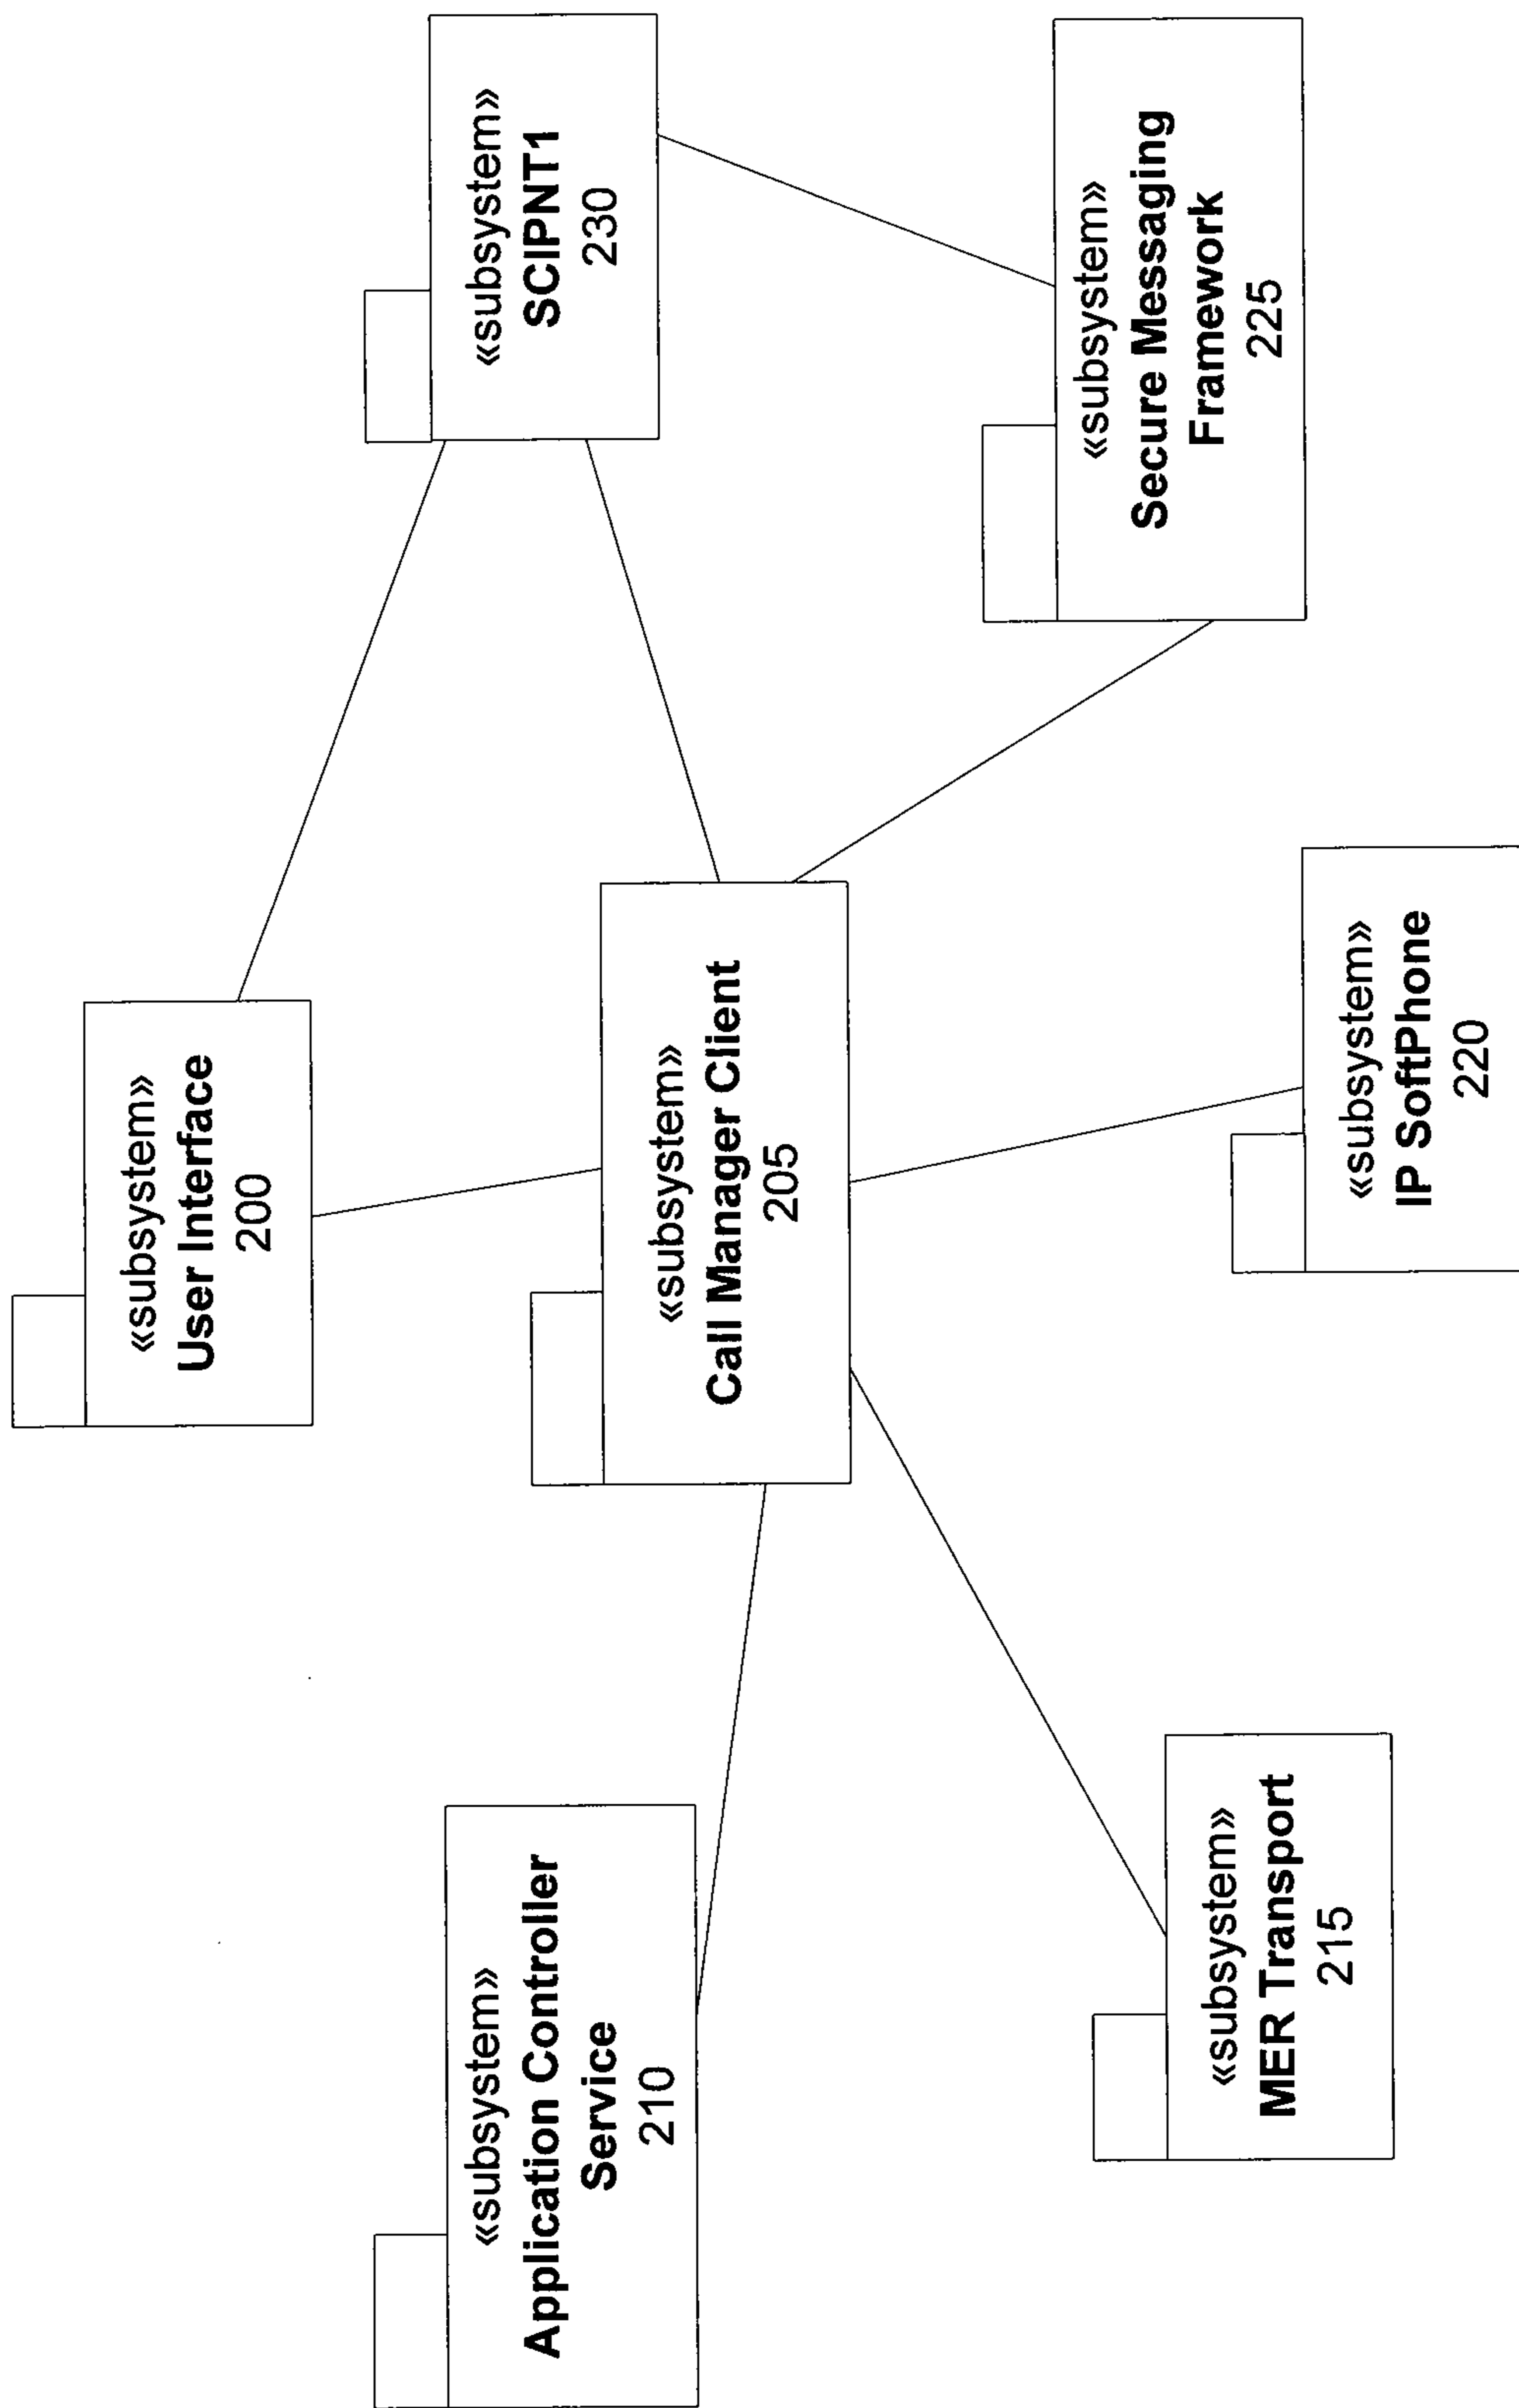 «subsystem»
User Interface
200
«subsystem»
SCIPNT1
230
«subsystem»
Application Controller
Service
210
«subsystem»
Call Manager Client
205
«subsystem»
Secure Messaging
Framework
225
«subsystem»
MER Transport
215
«subsystem»
IP SoftPhone
220